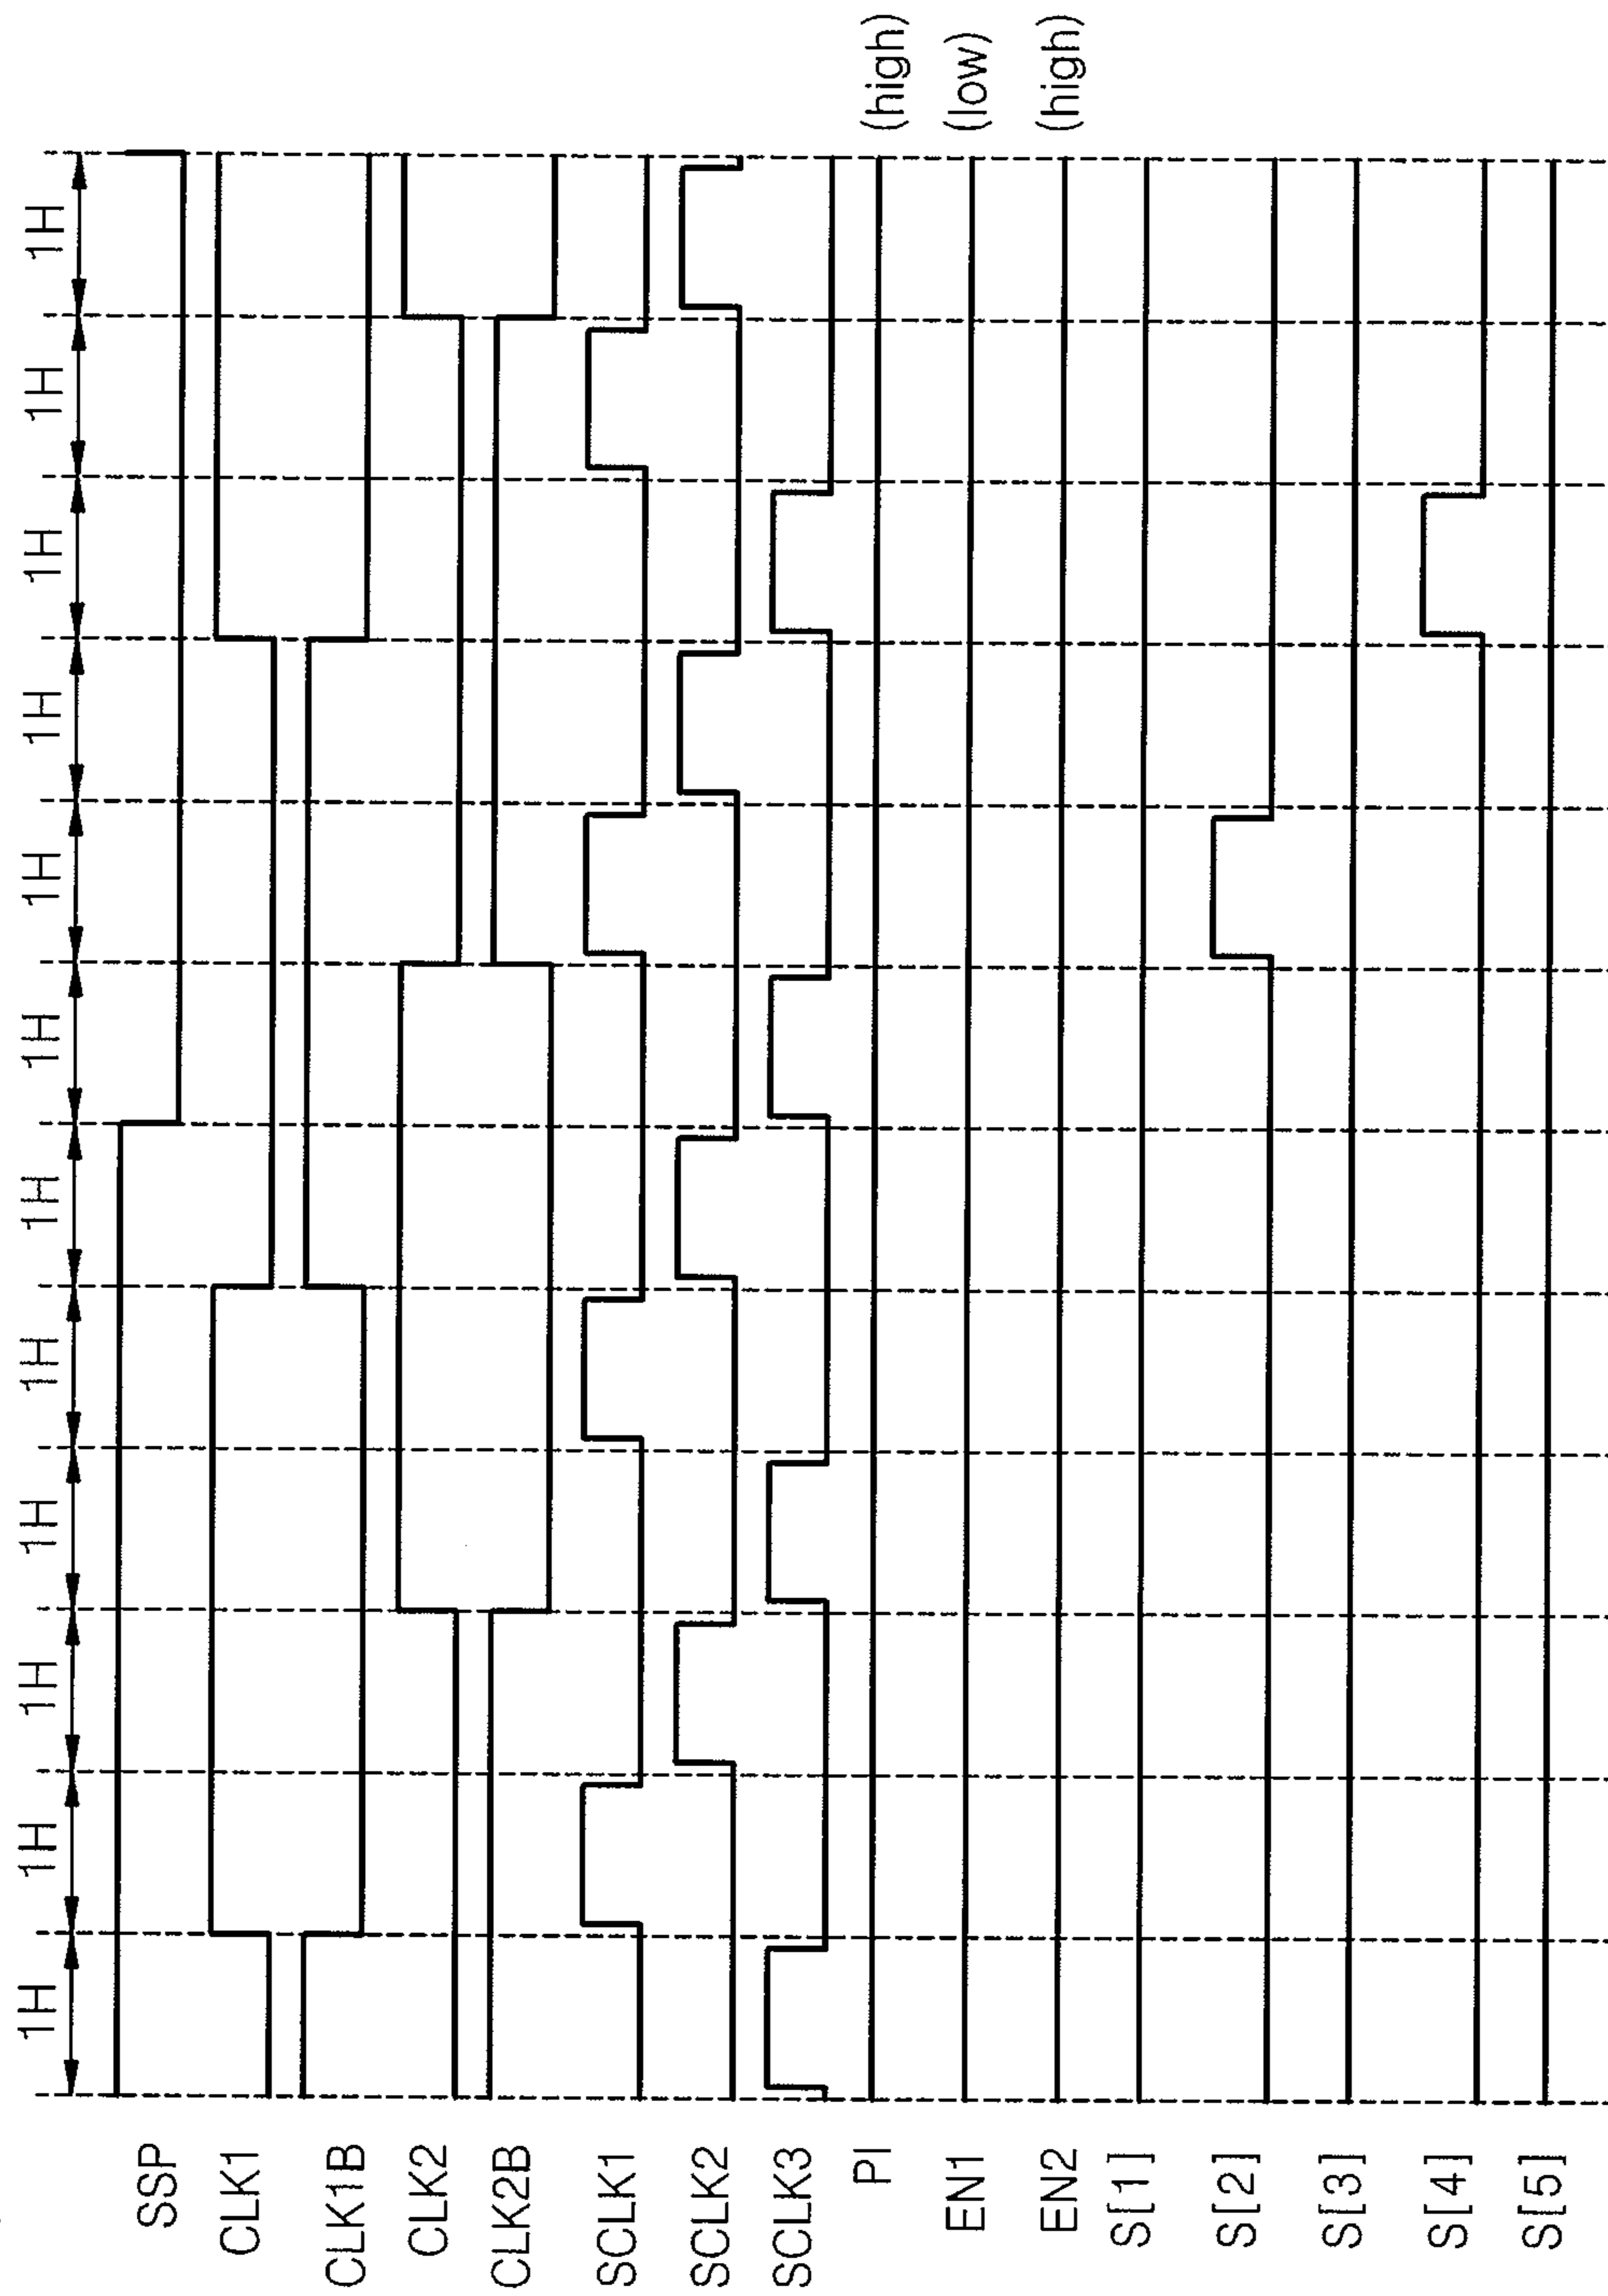 1H 1H 1H 1H 1H 1H 1H 1H 1H 1H 1H 1H
SSP
CLK1
CLK1B
CLK2
CLK2B
SCLK1
SCLK2
SCLK3
PI (high)
EN1 (low)
EN2 (high)
S[1]
S[2]
S[3]
S[4]
S[5]